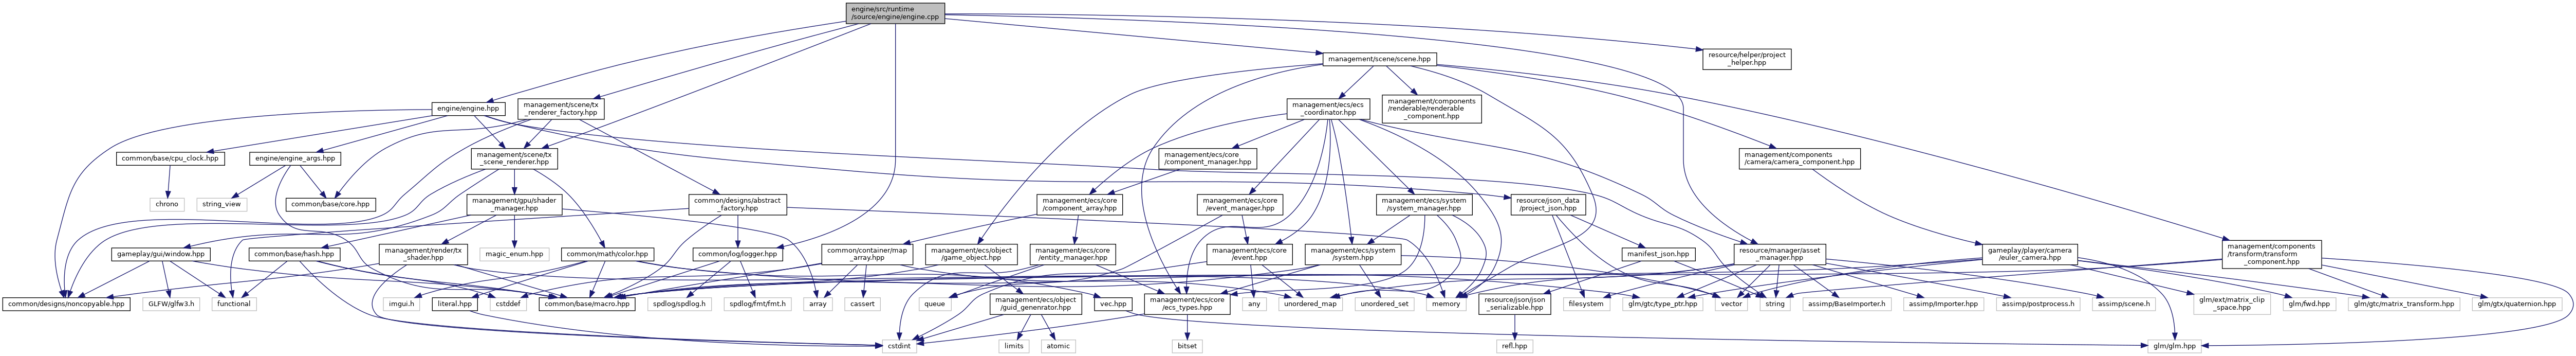 engine/src/runtime
/source/engine/engine.cpp
resource/helper/project
_helper.hpp
management/scene/scene.hpp
engine/engine.hpp
management/scene/tx
_renderer_factory.hpp
management/ecs/ecs
_coordinator.hpp
management/components
/renderable/renderable
_component.hpp
common/base/cpu_clock.hpp
engine/engine_args.hpp
management/scene/tx
_scene_renderer.hpp
management/ecs/core
/component_manager.hpp
management/components
/camera/camera_component.hpp
chrono
string_view
common/base/core.hpp
management/gpu/shader
_manager.hpp
common/designs/abstract
_factory.hpp
management/ecs/core
/component_array.hpp
management/ecs/core
/event_manager.hpp
management/ecs/system
/system_manager.hpp
resource/json_data
/project_json.hpp
gameplay/gui/window.hpp
common/base/hash.hpp
management/render/tx
_shader.hpp
magic_enum.hpp
common/math/color.hpp
common/log/logger.hpp
common/container/map
_array.hpp
management/ecs/object
/game_object.hpp
management/ecs/core
/entity_manager.hpp
management/ecs/core
/event.hpp
management/ecs/system
/system.hpp
manifest_json.hpp
resource/manager/asset
_manager.hpp
gameplay/player/camera
/euler_camera.hpp
management/components
/transform/transform
_component.hpp
common/designs/noncopyable.hpp
GLFW/glfw3.h
functional
imgui.h
literal.hpp
cstddef
common/base/macro.hpp
spdlog/spdlog.h
spdlog/fmt/fmt.h
array
cassert
vec.hpp
queue
management/ecs/object
/guid_genenrator.hpp
management/ecs/core
/ecs_types.hpp
any
unordered_map
unordered_set
memory
resource/json/json
_serializable.hpp
filesystem
glm/gtc/type_ptr.hpp
vector
string
assimp/BaseImporter.h
assimp/Importer.hpp
assimp/postprocess.h
assimp/scene.h
glm/ext/matrix_clip
_space.hpp
glm/fwd.hpp
glm/gtc/matrix_transform.hpp
glm/gtx/quaternion.hpp
cstdint
limits
atomic
bitset
refl.hpp
glm/glm.hpp